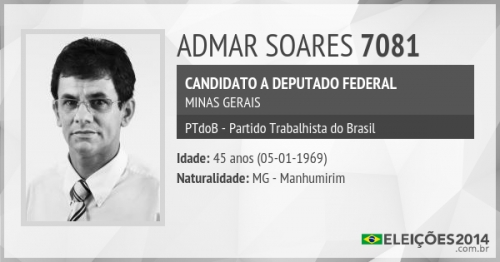 ADMAR SOARES 7081
CANDIDATO A DEPUTADO FEDERAL
MINAS GERAIS
PTdoB - Partido Trabalhista do Brasil
Idade: 45 anos (05-01-1969)
Naturalidade: MG - Manhumirim
ELEIÇÕES2014
.com.br